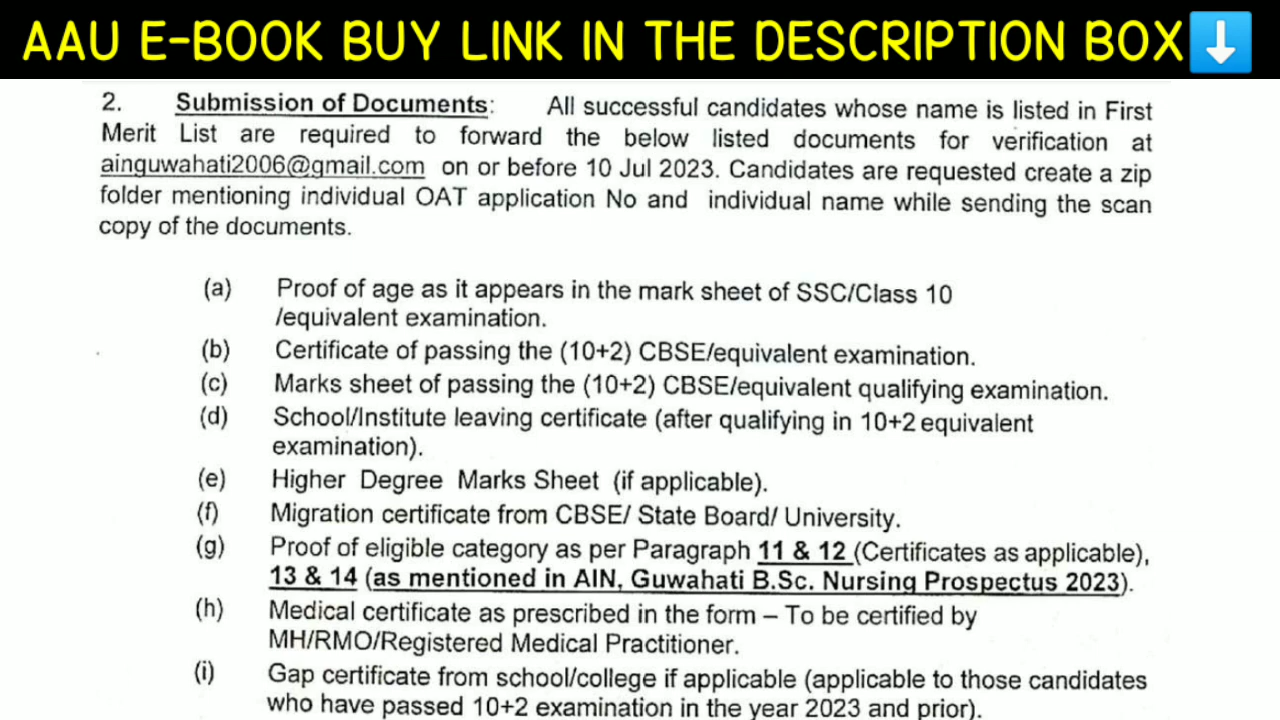 AAU E-BOOK BUY LINK IN THE DESCRIPTION BOX⬇️
2. Submission of Documents: All successful candidates whose name is listed in First
Merit List are required to forward the below listed documents for verification at
ainguwahati2006@gmail.com on or before 10 Jul 2023. Candidates are requested create a zip
folder mentioning individual OAT application No and individual name while sending the scan
copy of the documents.
(a) Proof of age as it appears in the mark sheet of SSC/Class 10
/equivalent examination.
(b) Certificate of passing the (10+2) CBSE/equivalent examination.
(c) Marks sheet of passing the (10+2) CBSE/equivalent qualifying examination.
(d) School/Institute leaving certificate (after qualifying in 10+2 equivalent
examination).
(e) Higher Degree Marks Sheet (if applicable).
(f) Migration certificate from CBSE/ State Board/ University.
(g) Proof of eligible category as per Paragraph 11 & 12 (Certificates as applicable),
13 & 14 (as mentioned in AIN, Guwahati B.Sc. Nursing Prospectus 2023).
(h) Medical certificate as prescribed in the form – To be certified by
MH/RMO/Registered Medical Practitioner.
(i) Gap certificate from school/college if applicable (applicable to those candidates
who have passed 10+2 examination in the year 2023 and prior).